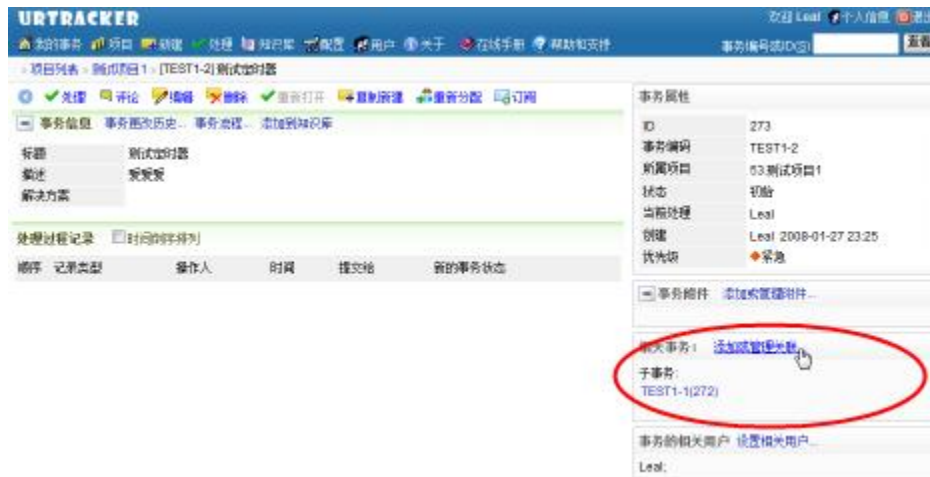 URTRACKER
欢迎 Leal 个人信息 退出
我的事务 项目 新建 处理 知识库 配置 用户 关于 在线手册 帮助和支持 事务编号或ID(S) 查看
项目列表 测试项目1 [TEST1-2]测试定时器
处理 评论 编辑 删除 重新打开 复制新建 重新分配 订阅
事务信息 事务更改历史... 事务流程... 添加到知识库
标题 测试定时器
描述
解决方案
处理过程记录 时间倒序排列
顺序 记录类型 操作人 时间 提交给 新的事务状态
事务属性
ID 273
事务编码 TEST1-2
所属项目 53.测试项目1
状态 初始
当前处理 Leal
创建 Leal 2008-01-27 23:25
优先级 紧急
事务附件 添加或管理附件...
相关事务: 添加或管理关联...
子事务:
TEST1-1(272)
事务的相关用户 设置相关用户...
Leal;